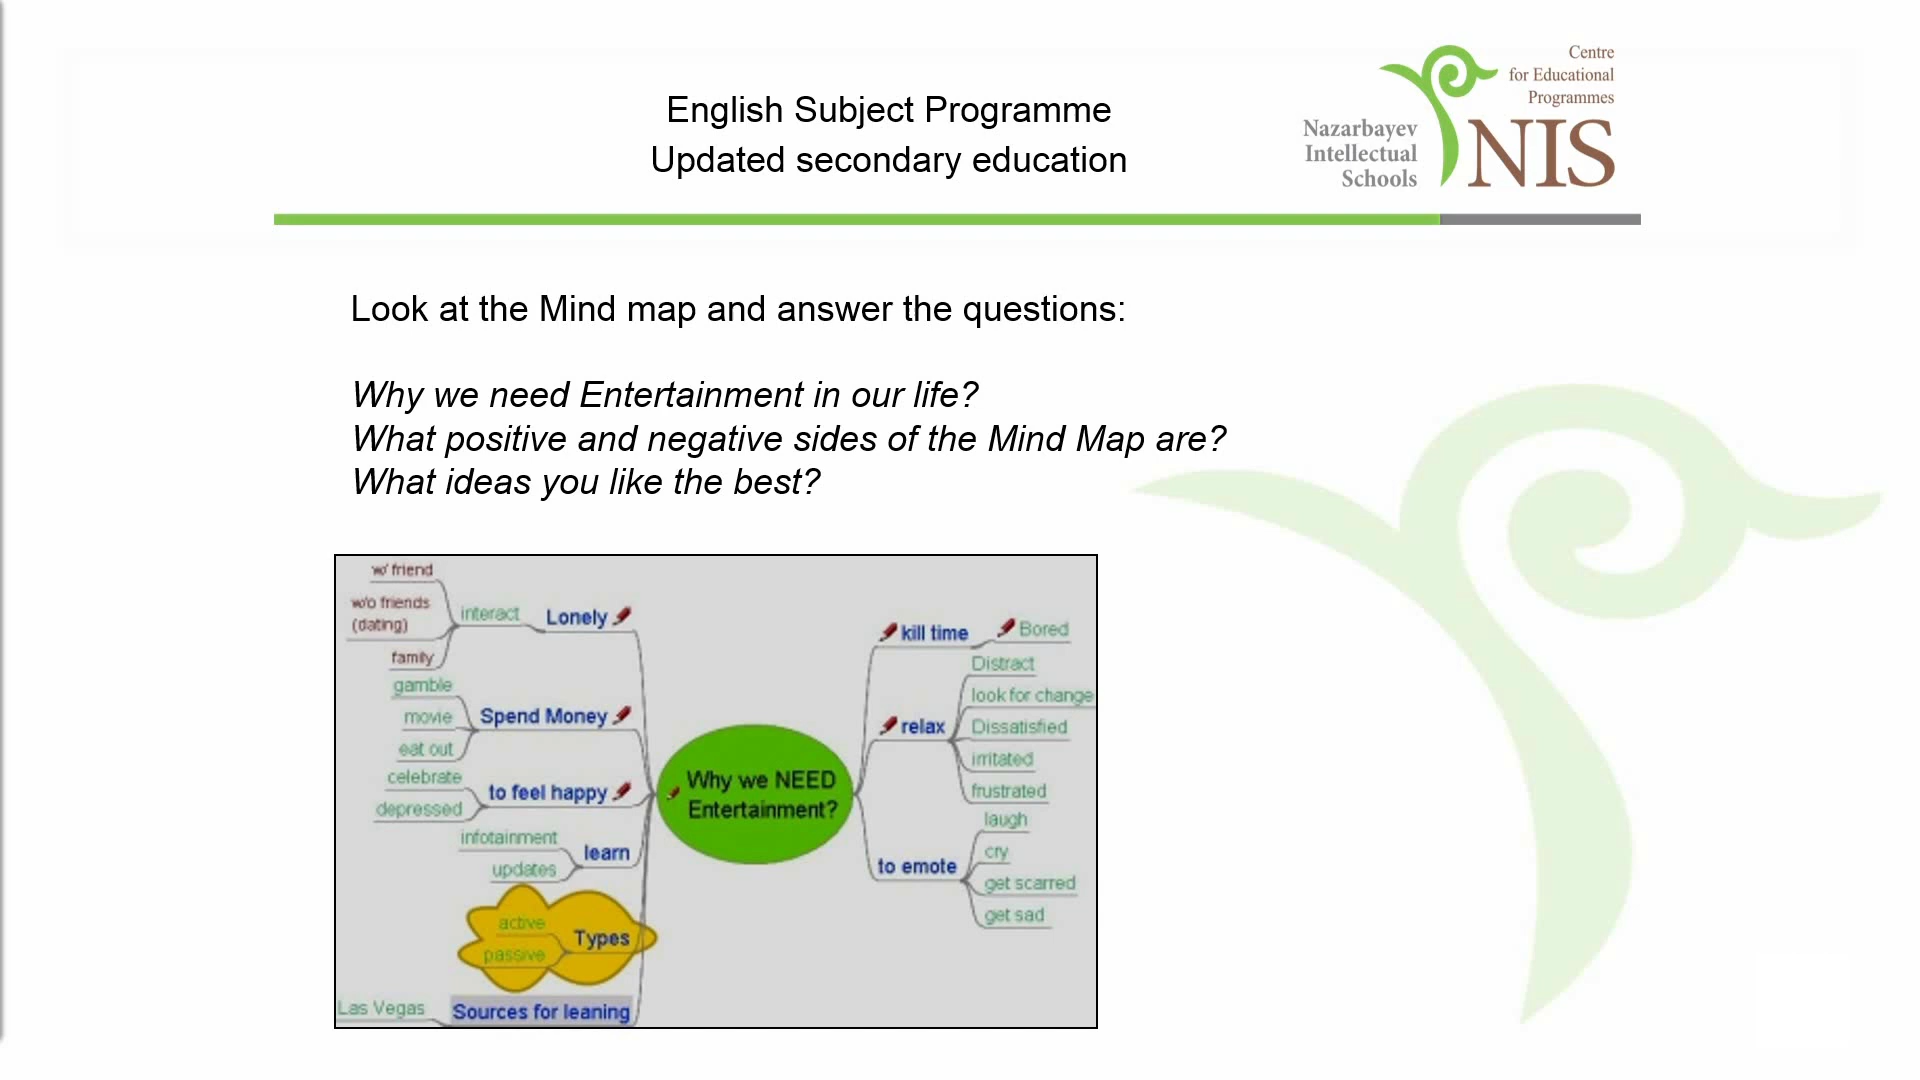 English Subject Programme
Updated secondary education
Centre
for Educational
Programmes
Nazarbayev
Intellectual
Schools
NIS
Look at the Mind map and answer the questions:
Why we need Entertainment in our life?
What positive and negative sides of the Mind Map are?
What ideas you like the best?
w/ friend
w/o friends
(dating)
family
interact
Lonely
gamble
movie
eat out
Spend Money
celebrate
depressed
to feel happy
infotainment
updates
learn
active
passive
Types
Las Vegas
Sources for leaning
Why we NEED
Entertainment?
kill time
Bored
relax
Distract
look for change
Dissatisfied
irritated
frustrated
to emote
laugh
cry
get scarred
get sad